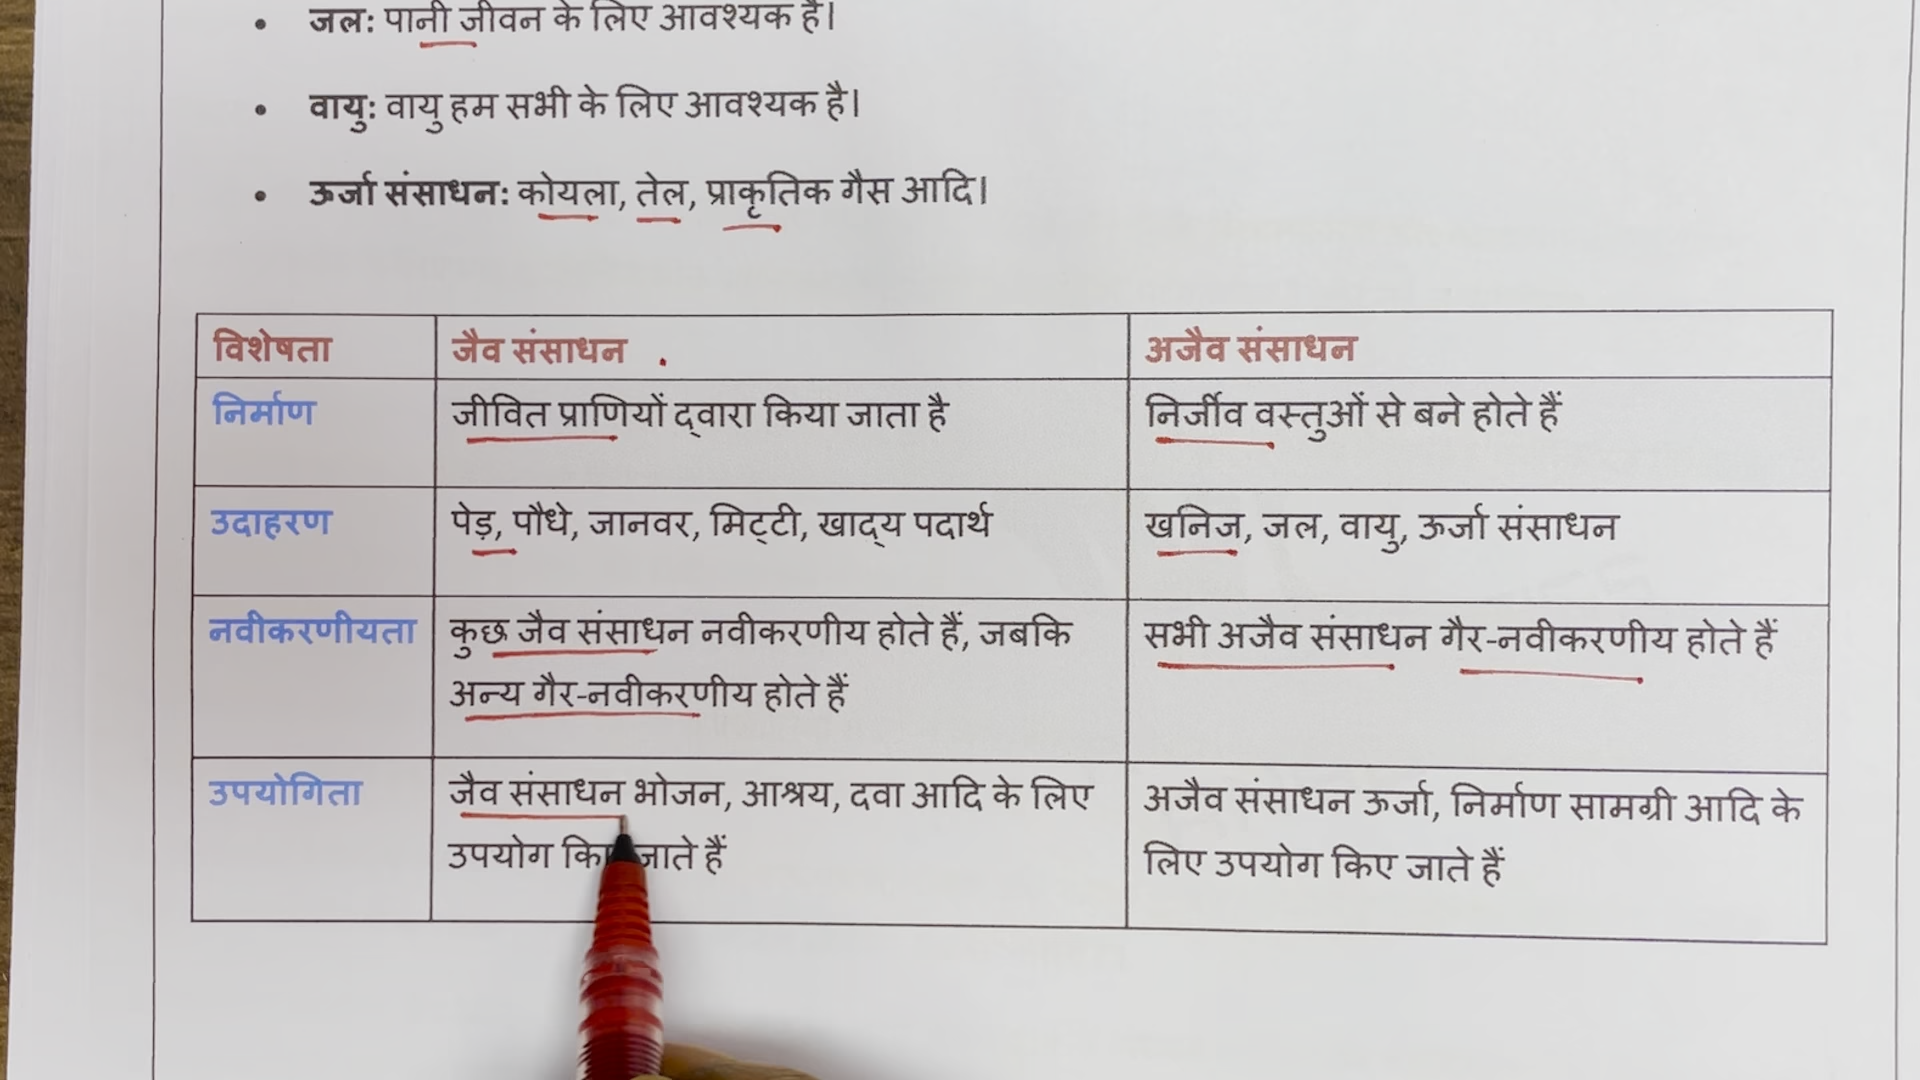 • जल: पानी जीवन के लिए आवश्यक है।
• वायु: वायु हम सभी के लिए आवश्यक है।
• ऊर्जा संसाधन: कोयला, तेल, प्राकृतिक गैस आदि।
विशेषता जैव संसाधन . अजैव संसाधन
निर्माण जीवित प्राणियों द्वारा किया जाता है निर्जीव वस्तुओं से बने होते हैं
उदाहरण पेड़, पौधे, जानवर, मिट्टी, खाद्य पदार्थ खनिज, जल, वायु, ऊर्जा संसाधन
नवीकरणीयता कुछ जैव संसाधन नवीकरणीय होते हैं, जबकि
अन्य गैर-नवीकरणीय होते हैं
सभी अजैव संसाधन गैर-नवीकरणीय होते हैं
उपयोगिता जैव संसाधन भोजन, आश्रय, दवा आदि के लिए
उपयोग किए जाते हैं
अजैव संसाधन ऊर्जा, निर्माण सामग्री आदि के
लिए उपयोग किए जाते हैं